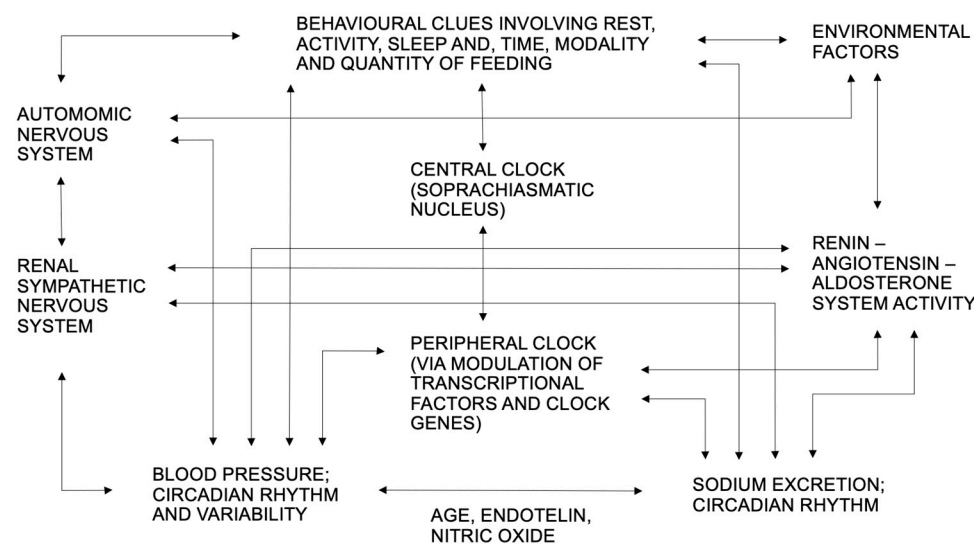 BEHAVIOURAL CLUES INVOLVING REST,
ACTIVITY, SLEEP AND, TIME, MODALITY
AND QUANTITY OF FEEDING
ENVIRONMENTAL
FACTORS
AUTOMOMIC
NERVOUS
SYSTEM
CENTRAL CLOCK
(SOPRACHIASMATIC
NUCLEUS)
RENAL
SYMPATHETIC
NERVOUS
SYSTEM
RENIN –
ANGIOTENSIN –
ALDOSTERONE
SYSTEM ACTIVITY
PERIPHERAL CLOCK
(VIA MODULATION OF
TRANSCRIPTIONAL
FACTORS AND CLOCK
GENES)
BLOOD PRESSURE;
CIRCADIAN RHYTHM
AND VARIABILITY
SODIUM EXCRETION;
CIRCADIAN RHYTHM
AGE, ENDOTELIN,
NITRIC OXIDE